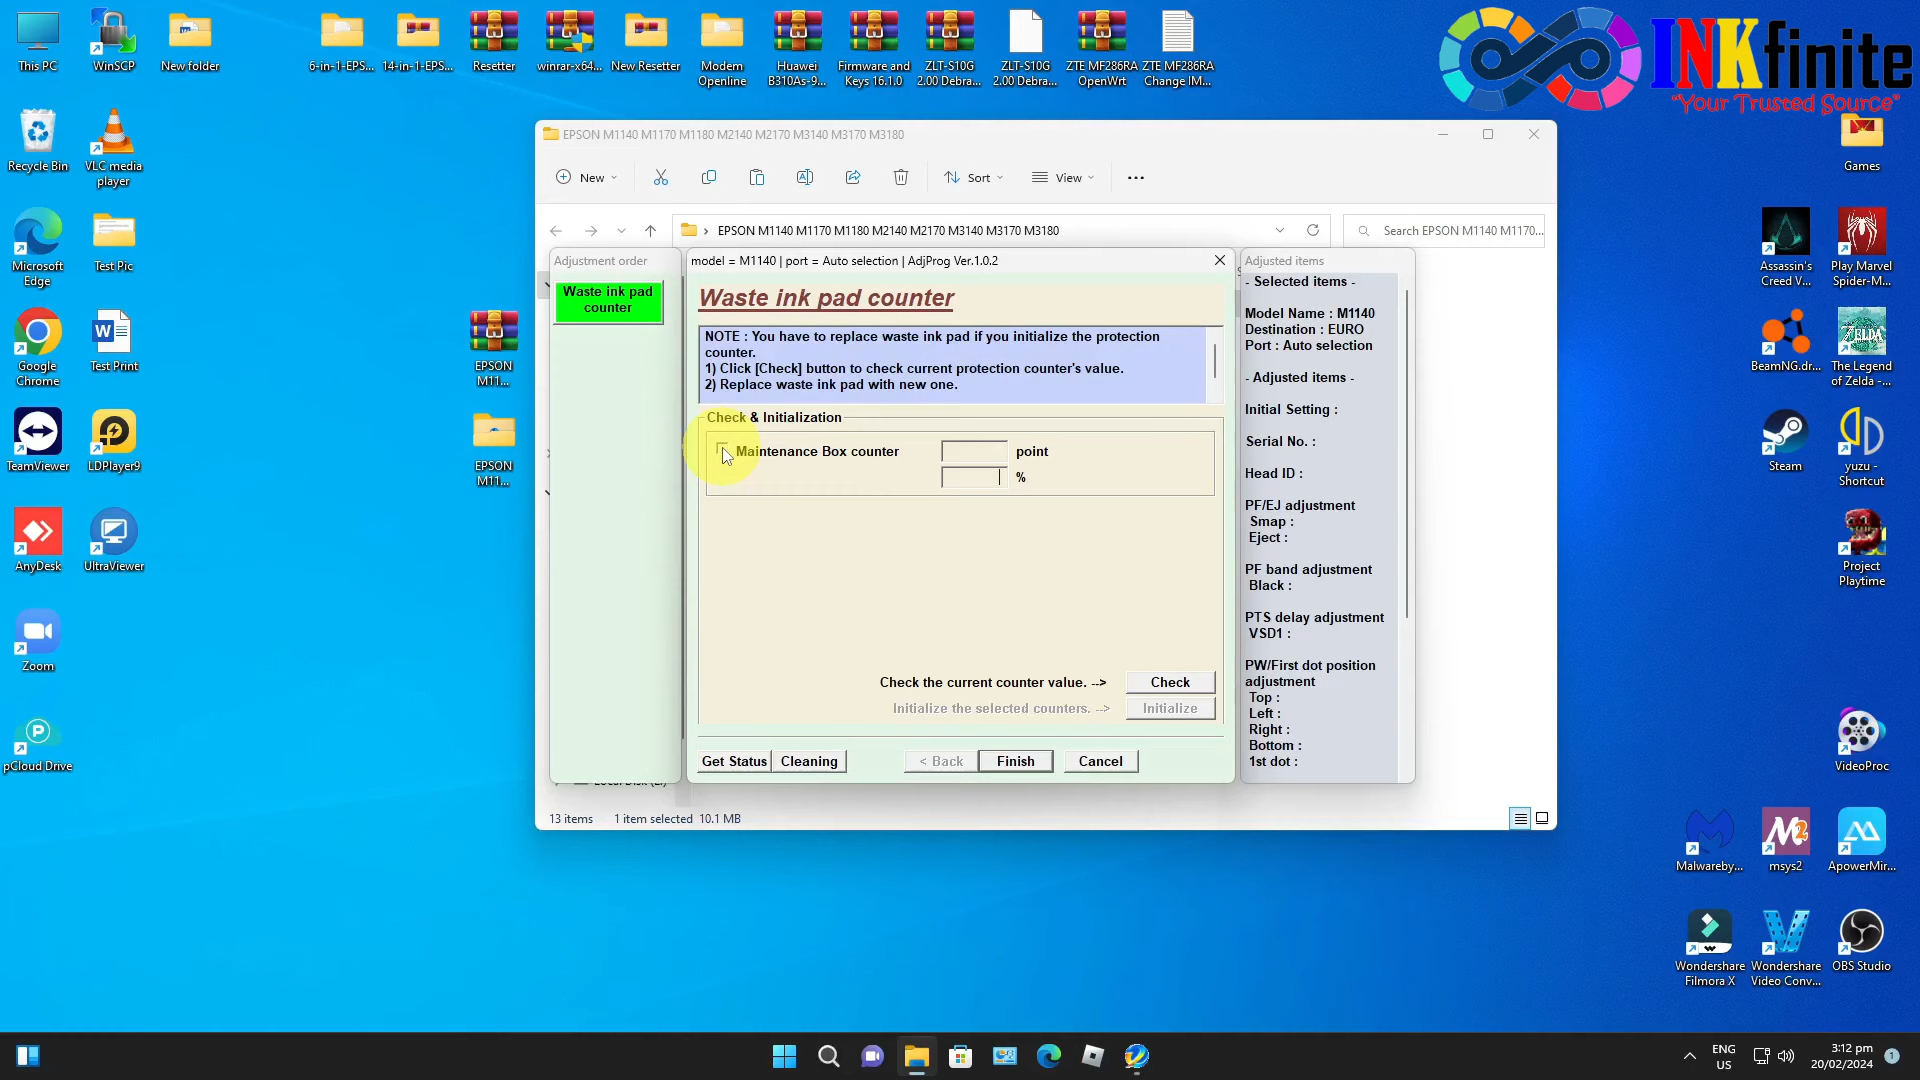 This PC
WinSCP
New folder
6-in-1-EPS...
14-in-1-EPS...
Resetter
winrar-x64...
New Resetter
Modem
Openline
Huawei
B310As-9...
Firmware and
Keys 16.1.0
ZLT-S10G
2.00 Debra...
ZLT-S10G
2.00 Debra...
ZTE MF286RA
OpenWrt
ZTE MF286RA
Change IM...
INKfinite
"Your Trusted Source"
Recycle Bin
VLC media
player
Microsoft
Edge
Test Pic
Google
Chrome
Test Print
TeamViewer
LDPlayer9
AnyDesk
UltraViewer
Zoom
pCloud Drive
EPSON
M11...
EPSON
M11...
EPSON M1140 M1170 M1180 M2140 M2170 M3140 M3170 M3180
New
Sort
View
EPSON M1140 M1170 M1180 M2140 M2170 M3140 M3170 M3180
Search EPSON M1140 M1170...
Adjustment order
Waste ink pad
counter
model = M1140 | port = Auto selection | AdjProg Ver.1.0.2
Waste ink pad counter
NOTE : You have to replace waste ink pad if you initialize the protection
counter.
1) Click [Check] button to check current protection counter's value.
2) Replace waste ink pad with new one.
Check & Initialization
Maintenance Box counter
point
%
Check the current counter value. -->
Check
Initialize the selected counters. -->
Initialize
Get Status
Cleaning
< Back
Finish
Cancel
Adjusted items
- Selected items -
Model Name : M1140
Destination : EURO
Port : Auto selection
- Adjusted items -
Initial Setting :
Serial No. :
Head ID :
PF/EJ adjustment
Smap :
Eject :
PF band adjustment
Black :
PTS delay adjustment
VSD1 :
PW/First dot position
adjustment
Top :
Left :
Right :
Bottom :
1st dot :
13 items
1 item selected
10.1 MB
Games
Assassin's
Creed V...
Play Marvel
Spider-M...
BeamNG.dr...
The Legend
of Zelda -...
Steam
yuzu -
Shortcut
Project
Playtime
VideoProc
Malwareby...
msys2
ApowerMir...
Wondershare
Filmora X
Wondershare
Video Conv...
OBS Studio
ENG
US
3:12 pm
20/02/2024
1